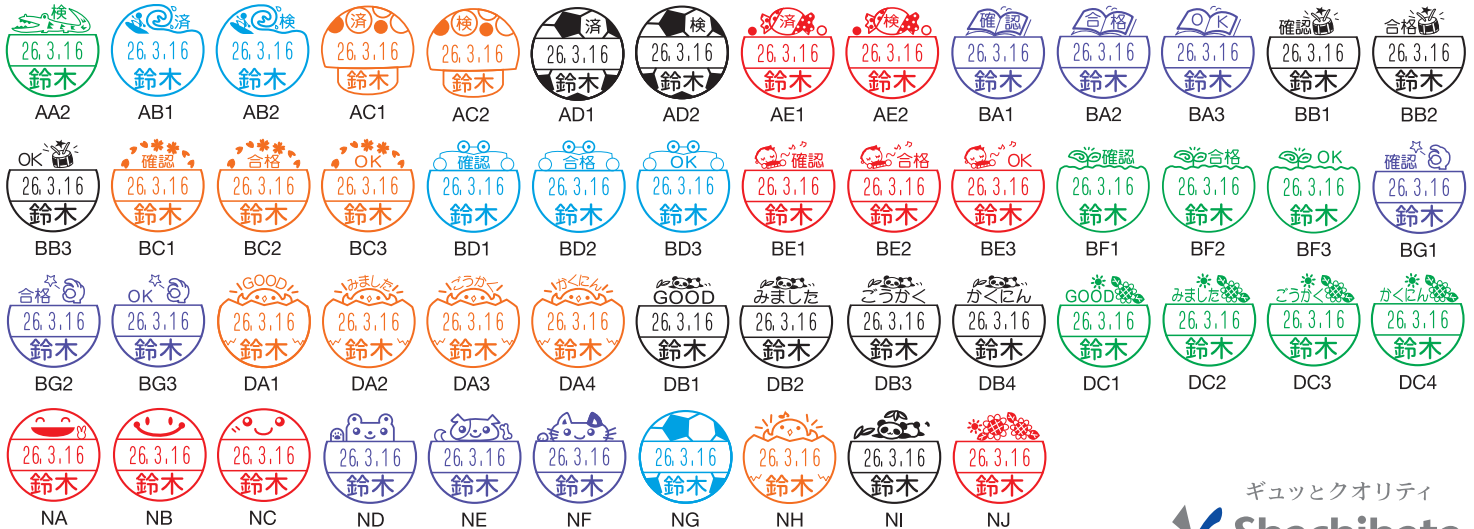 検 済 検 済 検 済 検 済 検 確認 合格 OK 確認 合格
26.3.16 26.3.16 26.3.16 26.3.16 26.3.16 26.3.16 26.3.16 26.3.16 26.3.16 26.3.16 26.3.16 26.3.16 26.3.16 26.3.16
鈴木 鈴木 鈴木 鈴木 鈴木 鈴木 鈴木 鈴木 鈴木 鈴木 鈴木 鈴木 鈴木 鈴木
AA2 AB1 AB2 AC1 AC2 AD1 AD2 AE1 AE2 BA1 BA2 BA3 BB1 BB2
OK 確認 合格 OK 確認 合格 OK 確認 合格 OK 確認 合格 OK 確認
26.3.16 26.3.16 26.3.16 26.3.16 26.3.16 26.3.16 26.3.16 26.3.16 26.3.16 26.3.16 26.3.16 26.3.16 26.3.16 26.3.16
鈴木 鈴木 鈴木 鈴木 鈴木 鈴木 鈴木 鈴木 鈴木 鈴木 鈴木 鈴木 鈴木 鈴木
BB3 BC1 BC2 BC3 BD1 BD2 BD3 BE1 BE2 BE3 BF1 BF2 BF3 BG1
合格 OK GOOD みました ごうかく! かくにん GOOD みました ごうかく かくにん GOOD みました ごうかく かくにん
26.3.16 26.3.16 26.3.16 26.3.16 26.3.16 26.3.16 26.3.16 26.3.16 26.3.16 26.3.16 26.3.16 26.3.16 26.3.16 26.3.16
鈴木 鈴木 鈴木 鈴木 鈴木 鈴木 鈴木 鈴木 鈴木 鈴木 鈴木 鈴木 鈴木 鈴木
BG2 BG3 DA1 DA2 DA3 DA4 DB1 DB2 DB3 DB4 DC1 DC2 DC3 DC4
26.3.16 26.3.16 26.3.16 26.3.16 26.3.16 26.3.16 26.3.16 26.3.16 26.3.16 26.3.16
鈴木 鈴木 鈴木 鈴木 鈴木 鈴木 鈴木 鈴木 鈴木 鈴木
NA NB NC ND NE NF NG NH NI NJ
ギュッとクオリティ
Shachihata